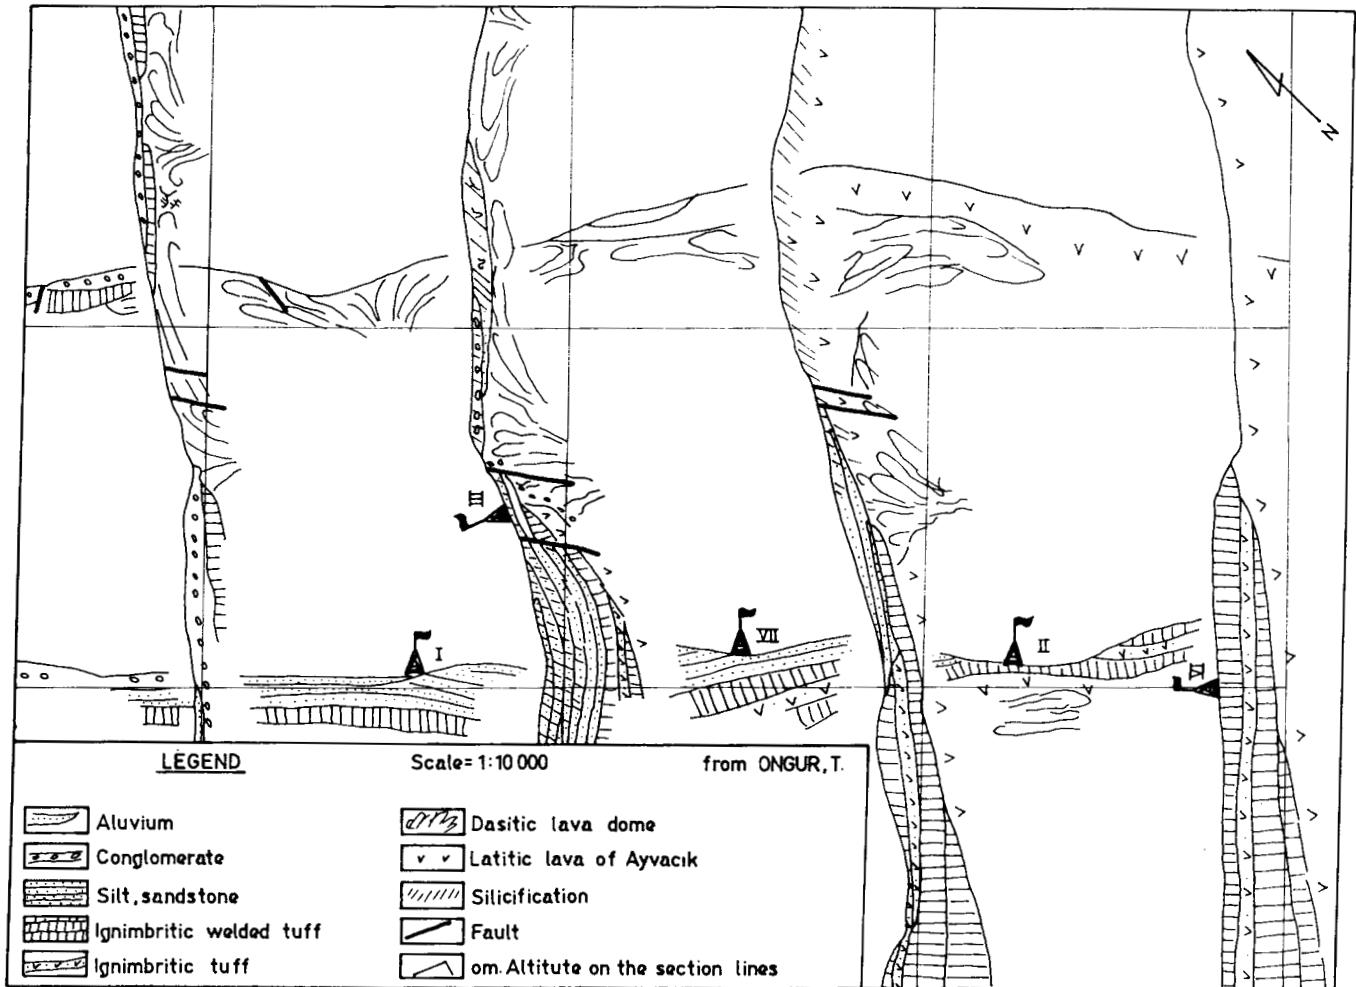 N
III
I
VII
II
XI
LEGEND
Scale= 1:10 000
from ONGUR, T.
Aluvium
Conglomerate
Silt, sandstone
Ignimbritic welded tuff
Ignimbritic tuff
Dasitic lava dome
Latitic lava of Ayvacık
Silicification
Fault
om. Altitute on the section lines